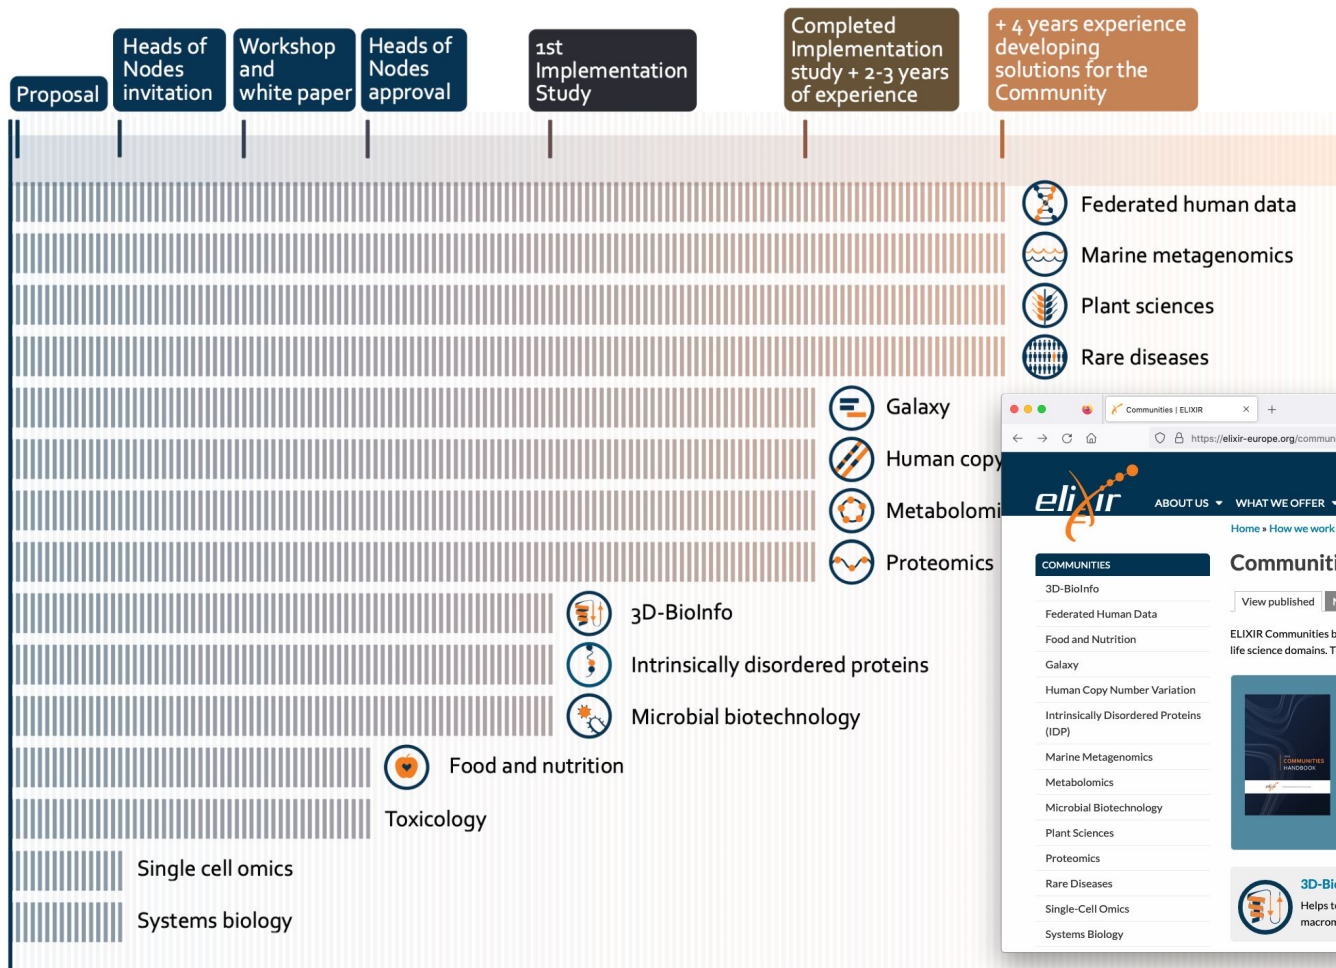 Proposal
Heads of
Nodes
invitation
Workshop
and
white paper
Heads of
Nodes
approval
1st
Implementation
Study
Completed
Implementation
study + 2-3 years
of experience
+ 4 years experience
developing
solutions for the
Community
Federated human data
Marine metagenomics
Plant sciences
Rare diseases
Galaxy
Human copy
Metabolomi
Proteomics
3D-BioInfo
Intrinsically disordered proteins
Microbial biotechnology
Food and nutrition
Toxicology
Single cell omics
Systems biology
Communities | ELIXIR
https://elixir-europe.org/commun
elixir
ABOUT US
WHAT WE OFFER
Home » How we work
COMMUNITIES
3D-BioInfo
Federated Human Data
Food and Nutrition
Galaxy
Human Copy Number Variation
Intrinsically Disordered Proteins
(IDP)
Marine Metagenomics
Metabolomics
Microbial Biotechnology
Plant Sciences
Proteomics
Rare Diseases
Single-Cell Omics
Systems Biology
Communiti
View published
ELIXIR Communities b
life science domains. T
COMMUNITIES
HANDBOOK
3D-Bi
Helps t
macron